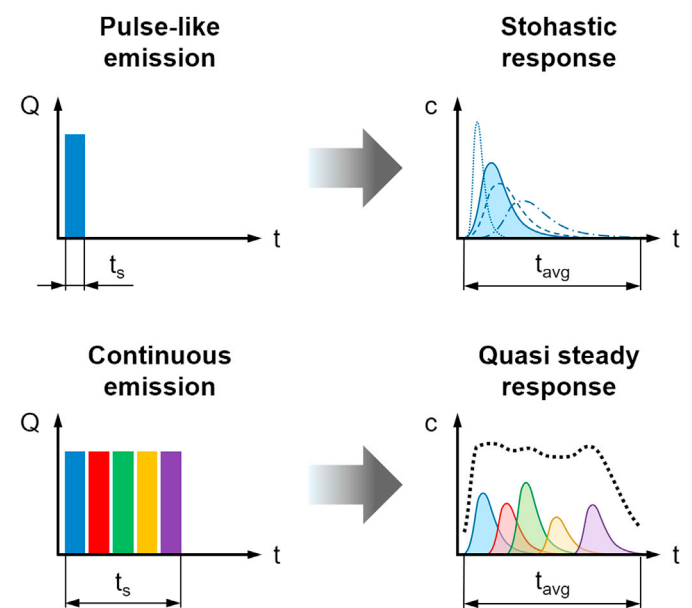 Pulse-like
emission
Stohastic
response
Q
t
ts
c
t
tavg
Continuous
emission
Quasi steady
response
Q
t
ts
c
t
tavg